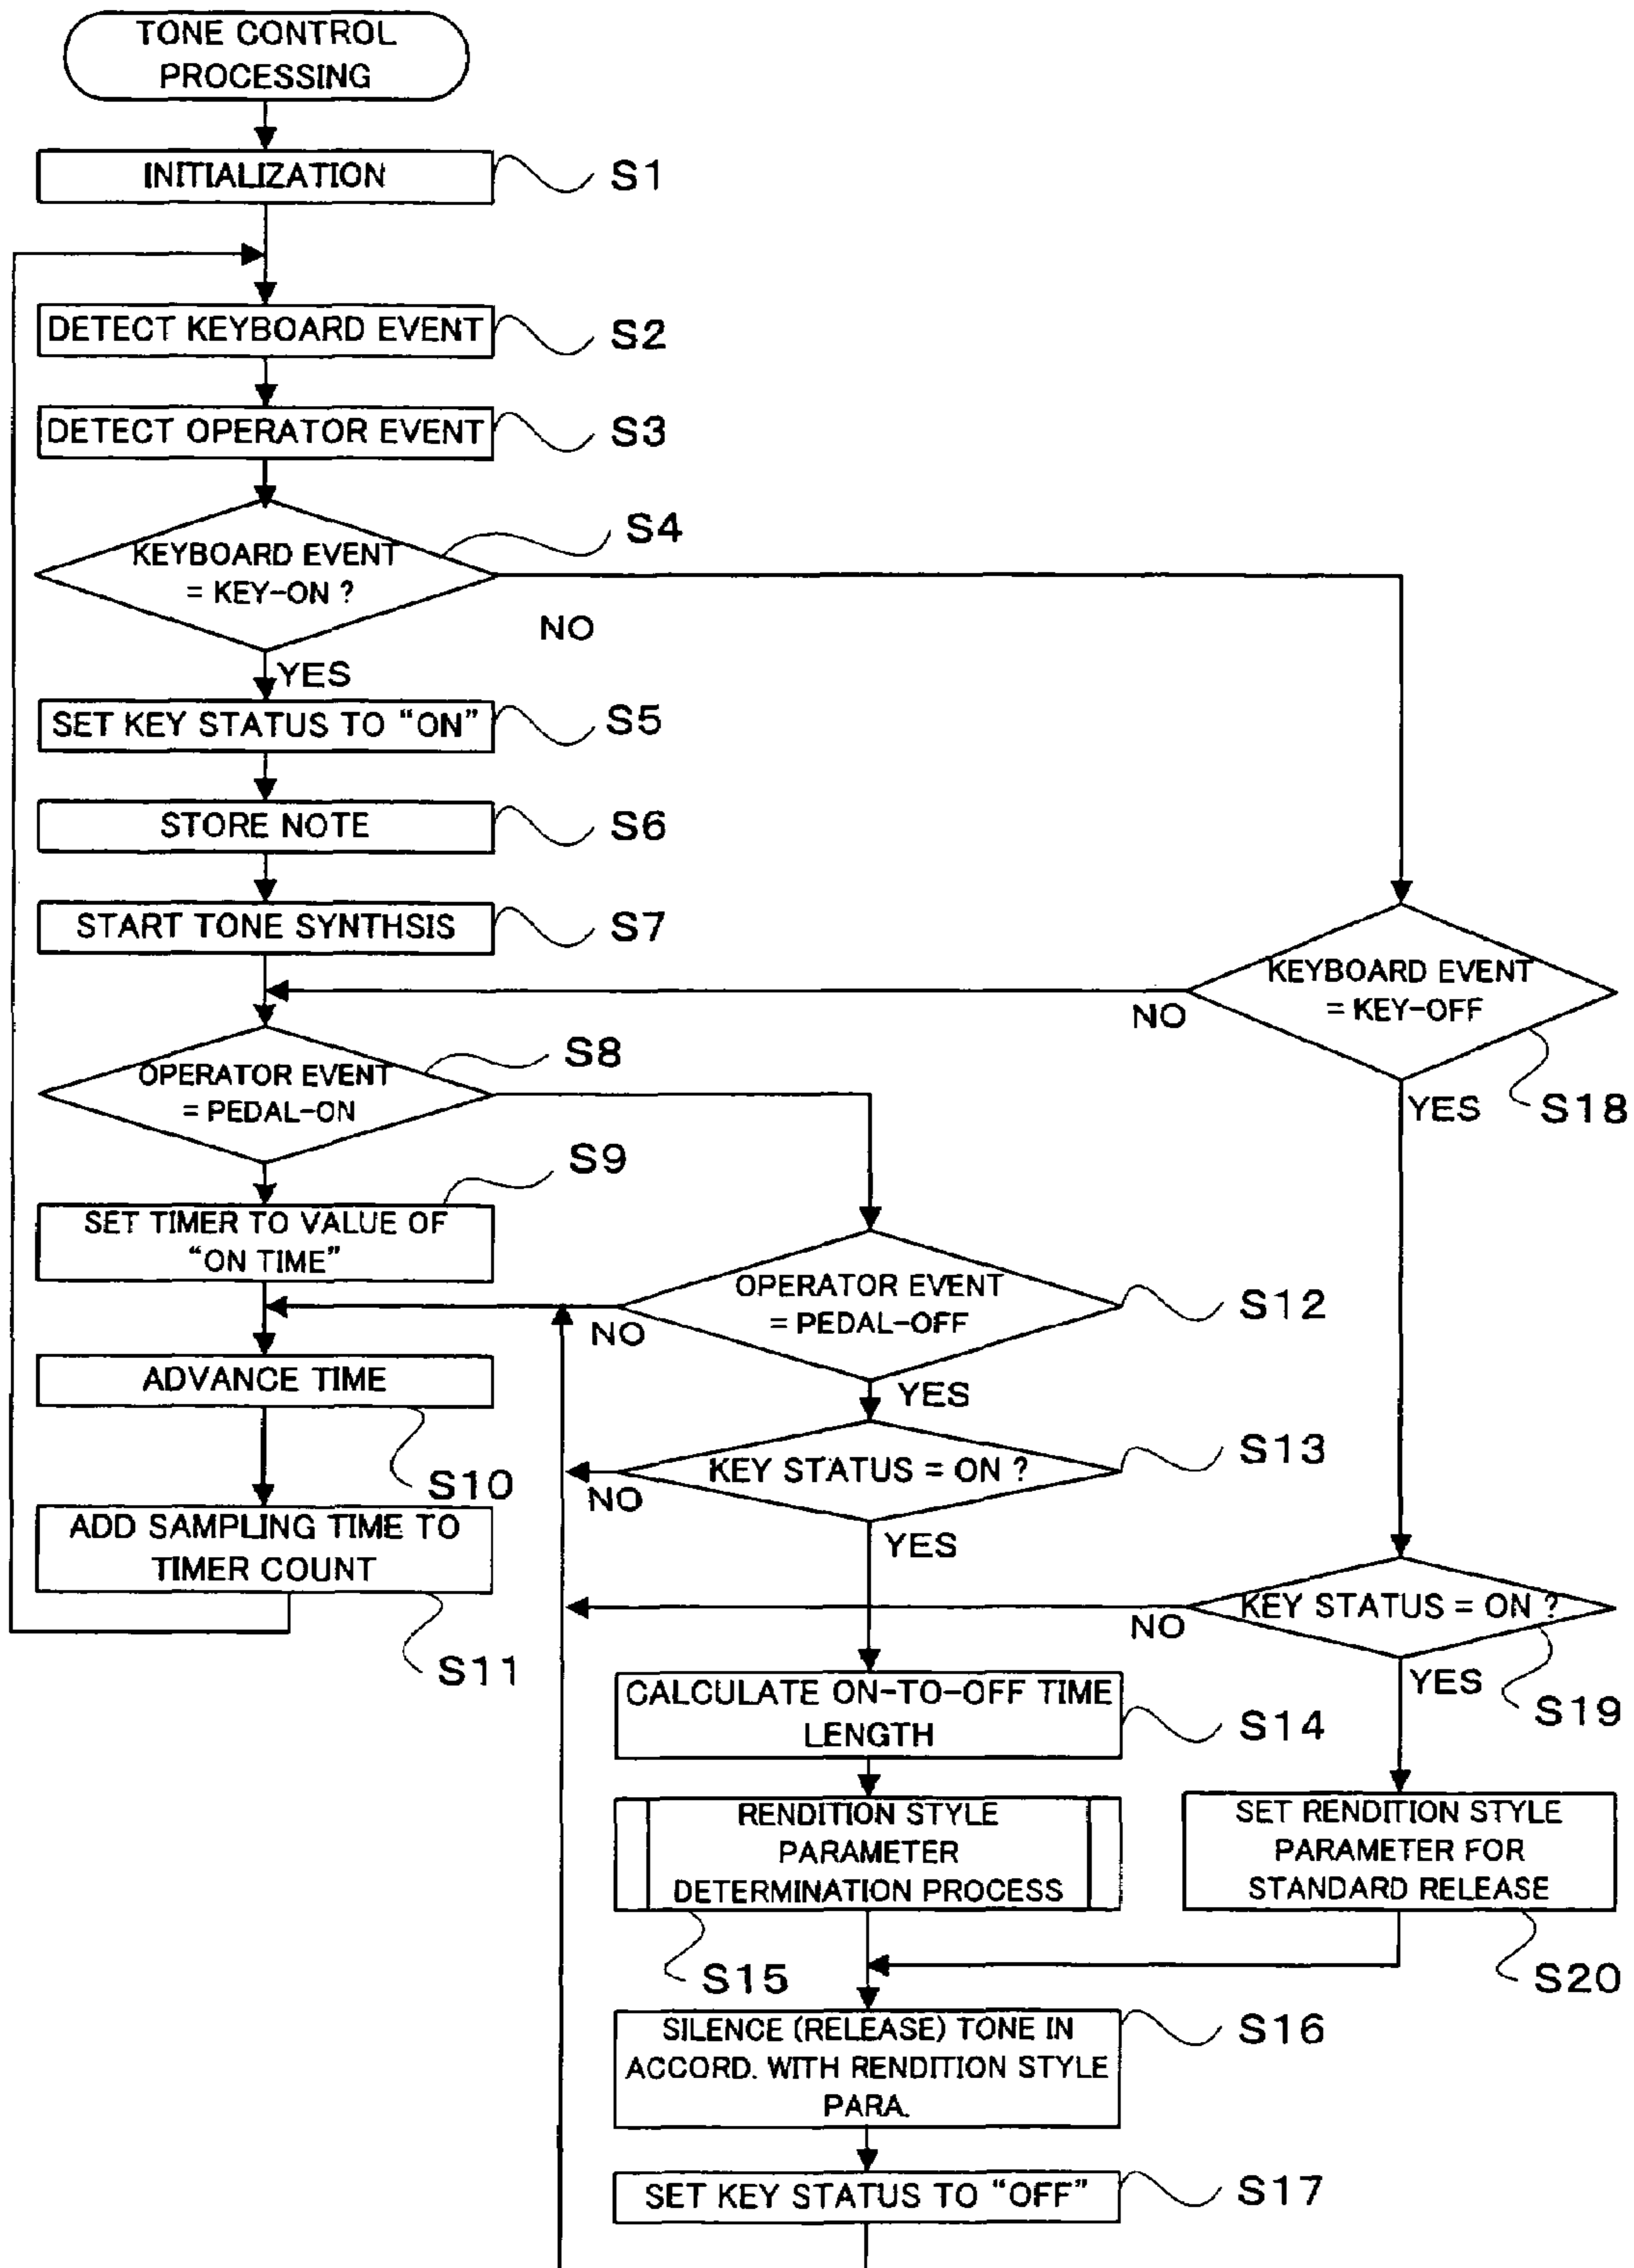 TONE CONTROL
PROCESSING
INITIALIZATION
S1
DETECT KEYBOARD EVENT
S2
DETECT OPERATOR EVENT
S3
KEYBOARD EVENT
= KEY-ON ?
S4
NO
YES
SET KEY STATUS TO "ON"
S5
STORE NOTE
S6
START TONE SYNTHSIS
S7
KEYBOARD EVENT
= KEY-OFF
NO
YES
S18
OPERATOR EVENT
= PEDAL-ON
S8
SET TIMER TO VALUE OF
"ON TIME"
S9
OPERATOR EVENT
= PEDAL-OFF
S12
NO
YES
ADVANCE TIME
S10
KEY STATUS = ON ?
S13
NO
YES
ADD SAMPLING TIME TO
TIMER COUNT
S11
KEY STATUS = ON ?
NO
YES
S19
CALCULATE ON-TO-OFF TIME
LENGTH
S14
RENDITION STYLE
PARAMETER
DETERMINATION PROCESS
S15
SET RENDITION STYLE
PARAMETER FOR
STANDARD RELEASE
S20
SILENCE (RELEASE) TONE IN
ACCORD. WITH RENDITION STYLE
PARA.
S16
SET KEY STATUS TO "OFF"
S17